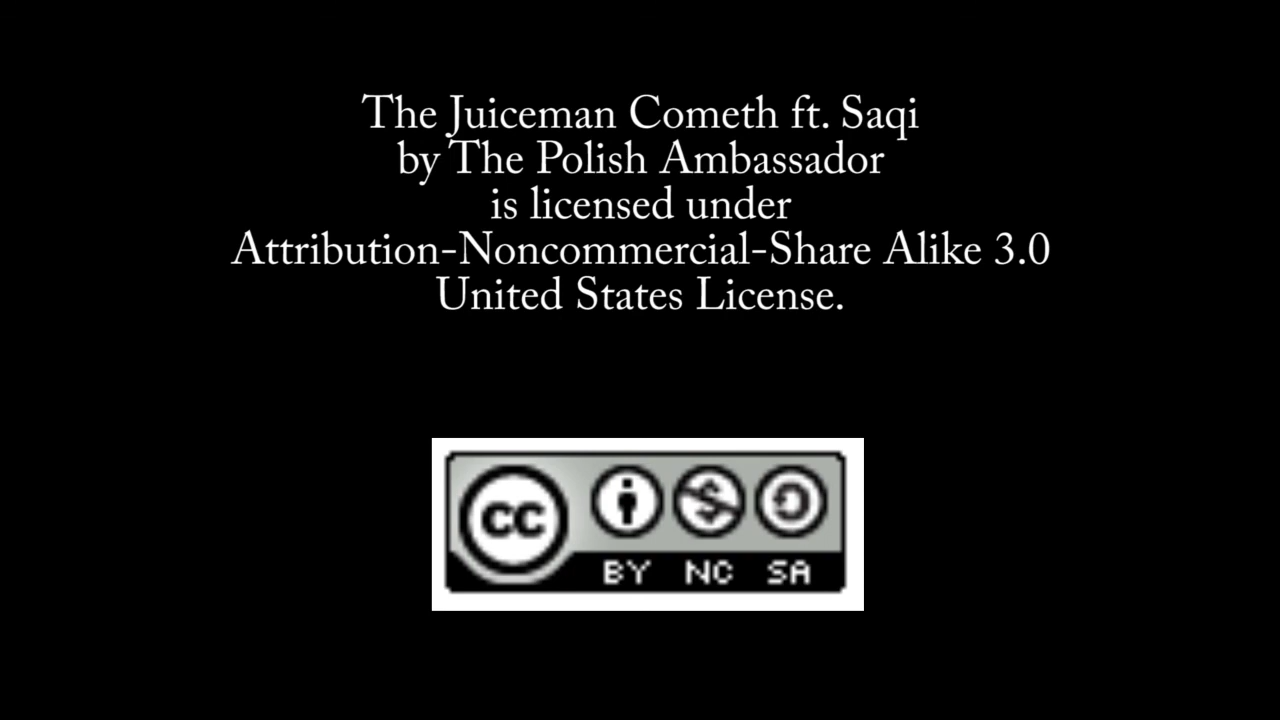 The Juiceman Cometh ft. Saqi
by The Polish Ambassador
is licensed under
Attribution-Noncommercial-Share Alike 3.0
United States License.
cc
BY NC SA